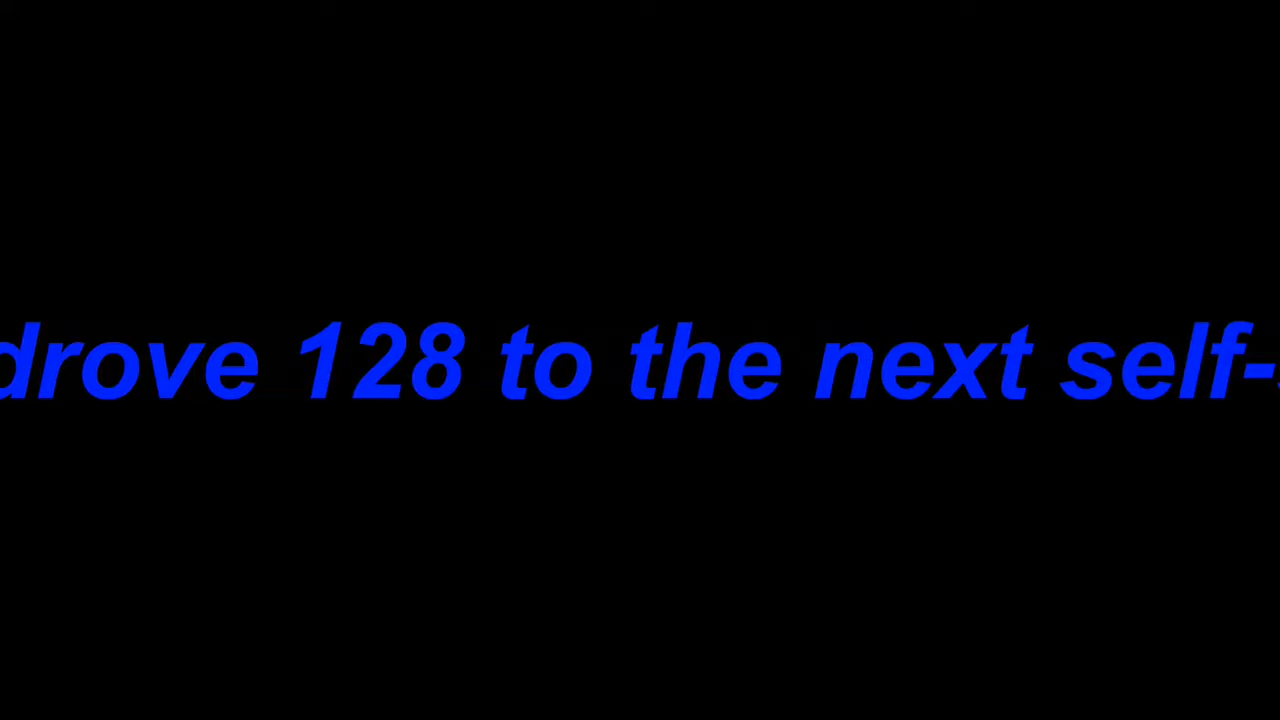 drove 128 to the next self-